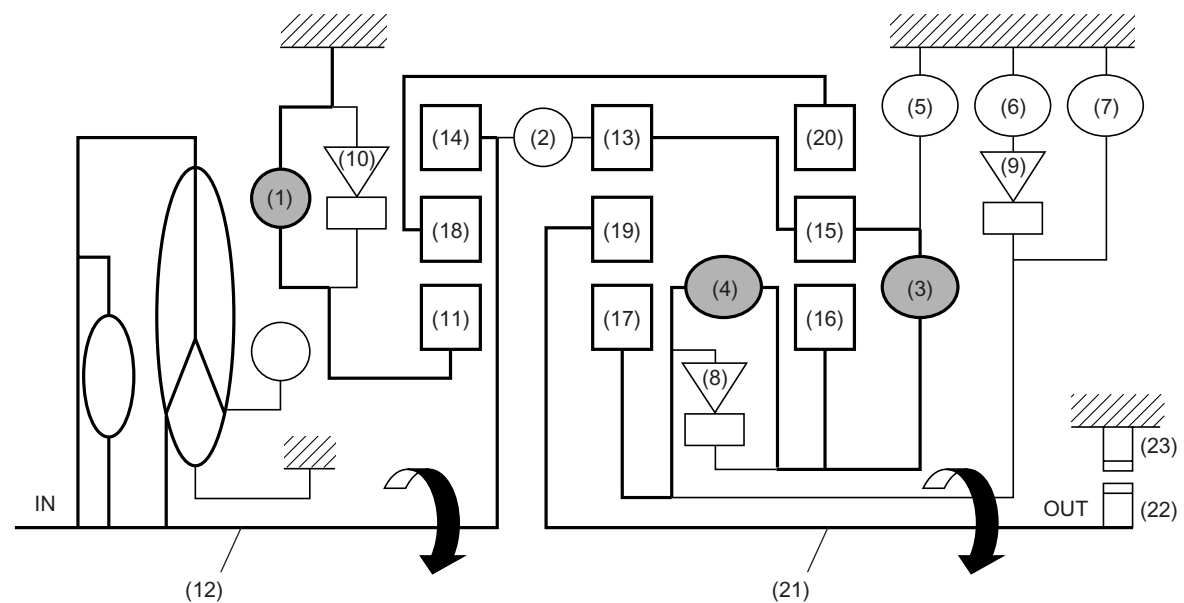 (5) (6) (7)
(14) (2) (13) (20)
(10) (9)
(1)
(18) (19) (15)
(4) (3)
(11) (17) (16)
(8)
(23)
IN OUT (22)
(12) (21)